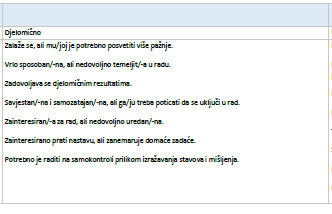 Djelomično
Zalaže se, ali mu/joj je potrebno posvetiti više pažnje.
Vrlo sposoban/-na, ali nedovoljno temeljit/-a u radu.
Zadovoljava se djelomičnim rezultatima.
Savjestan/-na i samozatajan/-na, ali ga/ju treba poticati da se uključi u rad.
Zainteresiran/-a za rad, ali nedovoljno uredan/-na.
Zainteresirano prati nastavu, ali zanemaruje domaće zadaće.
Potrebno je raditi na samokontroli prilikom izražavanja stavova i mišljenja.